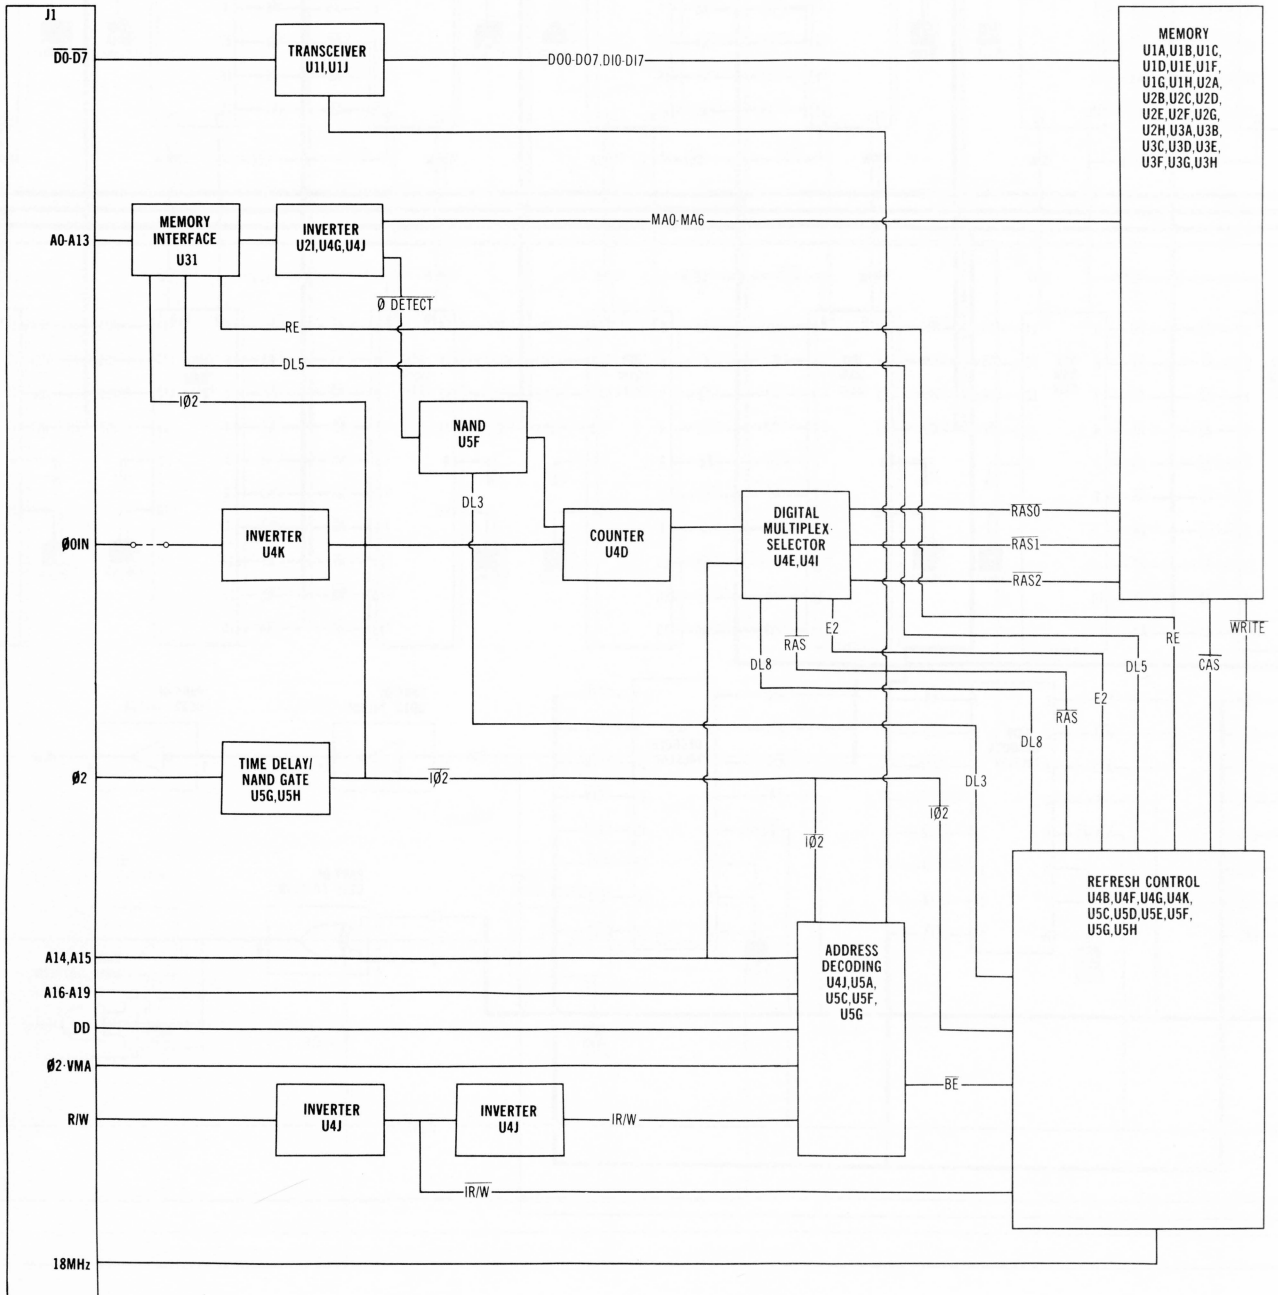 J1
D0-D7
TRANSCEIVER
U1I,U1J
DO0-DO7,DI0-DI7
MEMORY
U1A,U1B,U1C,
U1D,U1E,U1F,
U1G,U1H,U2A,
U2B,U2C,U2D,
U2E,U2F,U2G,
U2H,U3A,U3B,
U3C,U3D,U3E,
U3F,U3G,U3H
A0-A13
MEMORY
INTERFACE
U31
INVERTER
U2I,U4G,U4J
MA0-MA6
Ø DETECT
RE
DL5
IØ2
NAND
U5F
DL3
ØOIN
INVERTER
U4K
COUNTER
U4D
DIGITAL
MULTIPLEX-
SELECTOR
U4E,U4I
RAS0
RAS1
RAS2
DL8
RAS
E2
DL8
RAS
E2
DL5
RE
CAS
WRITE
Ø2
TIME DELAY/
NAND GATE
U5G,U5H
IØ2
IØ2
IØ2
DL3
REFRESH CONTROL
U4B,U4F,U4G,U4K,
U5C,U5D,U5E,U5F,
U5G,U5H
A14,A15
A16-A19
DD
Ø2·VMA
ADDRESS
DECODING
U4J,U5A,
U5C,U5F,
U5G
BE
R/W
INVERTER
U4J
INVERTER
U4J
IR/W
IR/W
18MHz